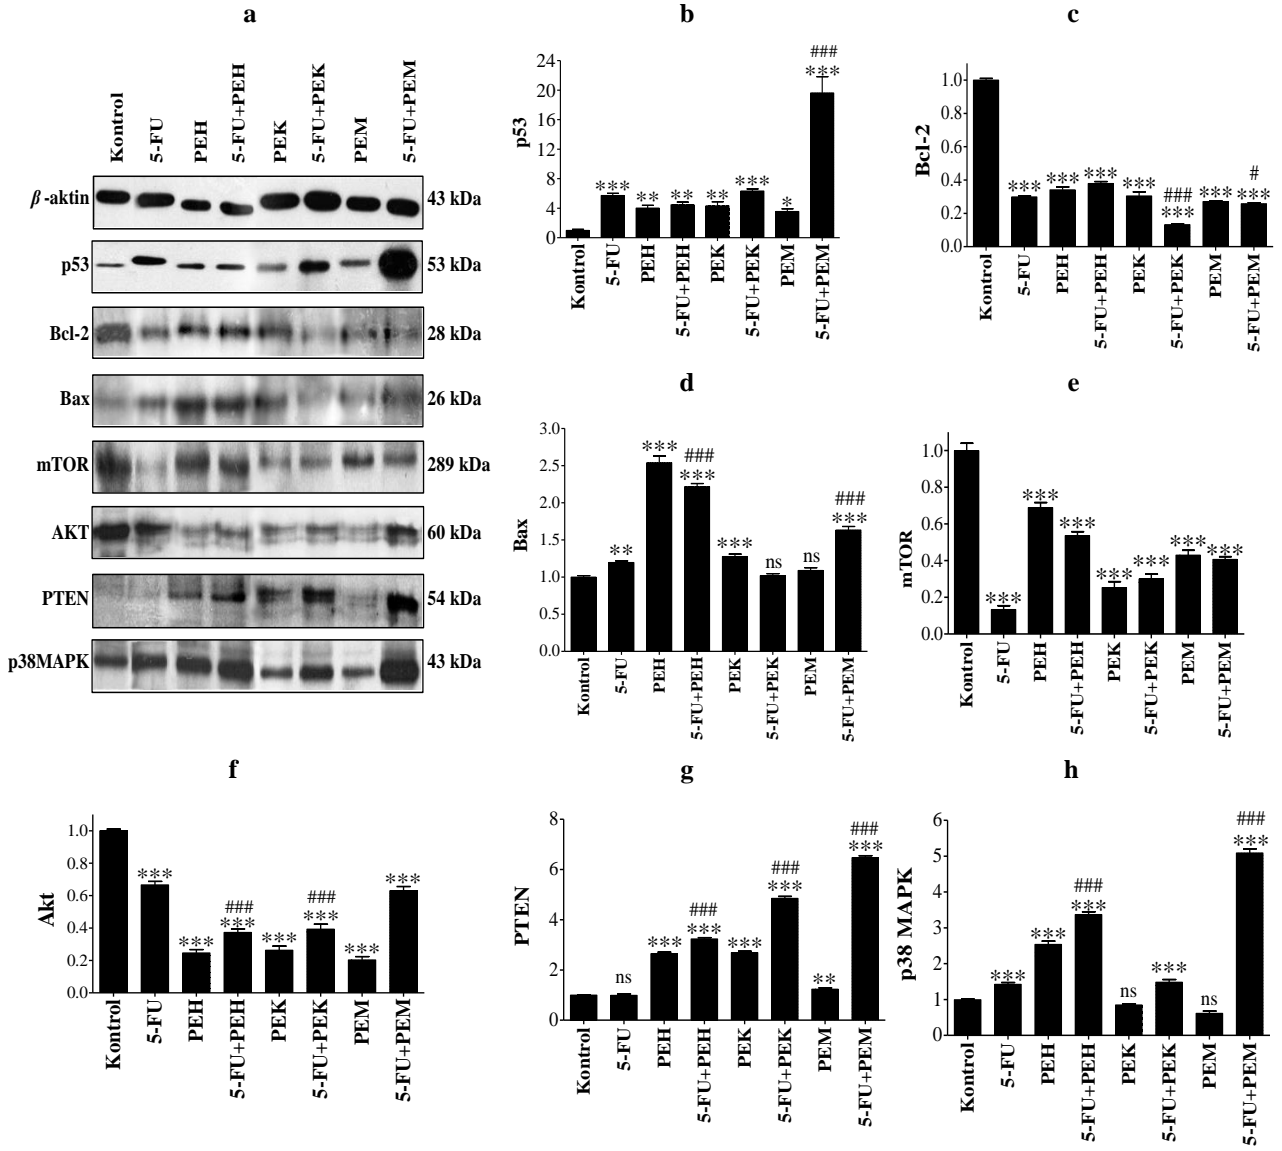 a
Kontrol
5-FU
PEH
5-FU+PEH
PEK
5-FU+PEK
PEM
5-FU+PEM
β-aktin 43 kDa
p53 53 kDa
Bcl-2 28 kDa
Bax 26 kDa
mTOR 289 kDa
AKT 60 kDa
PTEN 54 kDa
p38MAPK 43 kDa
b
p53
24
20
16
12
8
4
0
***
**
**
**
***
*
###
***
Kontrol
5-FU
PEH
5-FU+PEH
PEK
5-FU+PEK
PEM
5-FU+PEM
c
Bcl-2
1.0
0.8
0.6
0.4
0.2
0.0
***
***
***
***
###
***
***
#
***
Kontrol
5-FU
PEH
5-FU+PEH
PEK
5-FU+PEK
PEM
5-FU+PEM
d
Bax
3.0
2.5
2.0
1.5
1.0
0.5
0.0
**
***
###
***
***
ns
ns
###
***
Kontrol
5-FU
PEH
5-FU+PEH
PEK
5-FU+PEK
PEM
5-FU+PEM
e
mTOR
1.0
0.8
0.6
0.4
0.2
0.0
***
***
***
***
***
***
***
Kontrol
5-FU
PEH
5-FU+PEH
PEK
5-FU+PEK
PEM
5-FU+PEM
f
Akt
1.0
0.8
0.6
0.4
0.2
0.0
***
***
###
***
***
###
***
***
***
Kontrol
5-FU
PEH
5-FU+PEH
PEK
5-FU+PEK
PEM
5-FU+PEM
g
PTEN
8
6
4
2
0
ns
***
###
***
***
###
***
**
###
***
Kontrol
5-FU
PEH
5-FU+PEH
PEK
5-FU+PEK
PEM
5-FU+PEM
h
p38 MAPK
6
5
4
3
2
1
0
***
***
###
***
ns
***
ns
###
***
Kontrol
5-FU
PEH
5-FU+PEH
PEK
5-FU+PEK
PEM
5-FU+PEM